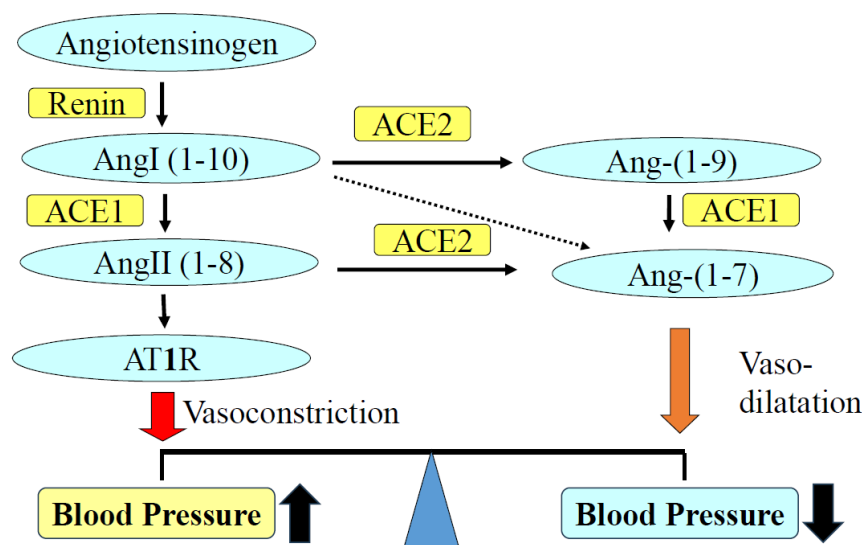 Angiotensinogen
Renin
ACE2
AngI (1-10)
Ang-(1-9)
ACE1
ACE1
ACE2
AngII (1-8)
Ang-(1-7)
AT1R
Vaso-
dilatation
Vasoconstriction
Blood Pressure
Blood Pressure